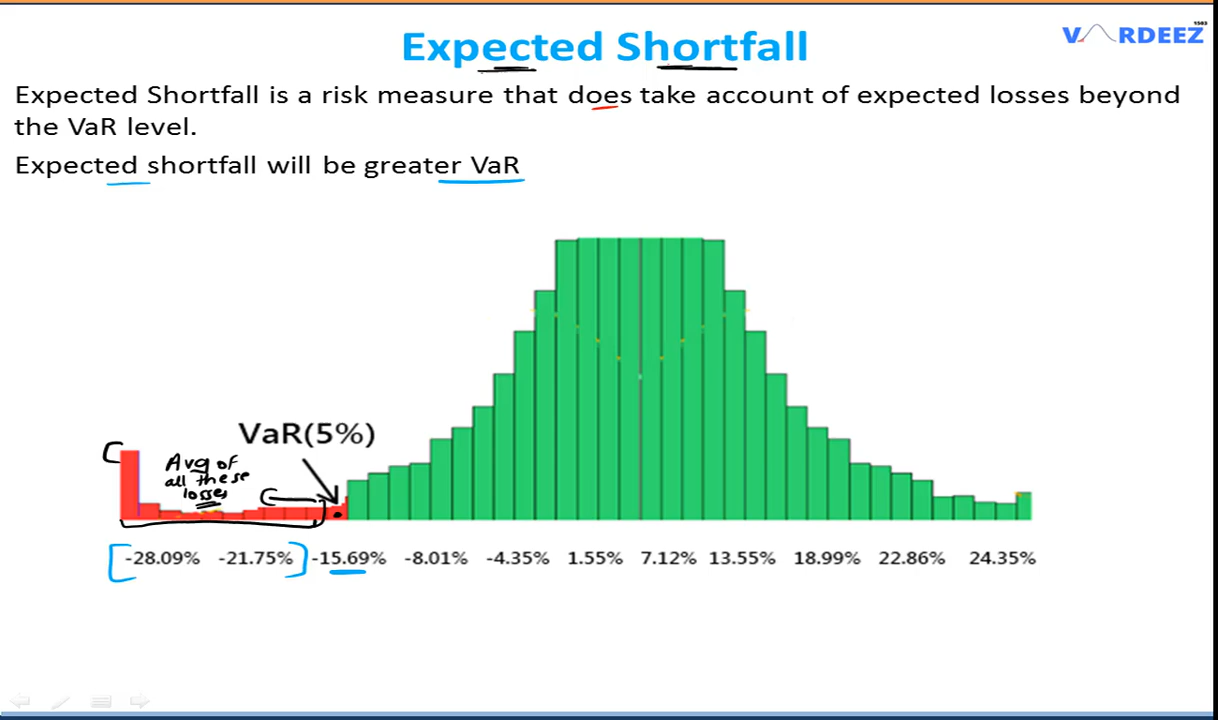 Expected Shortfall
1503
VARDEEZ
Expected Shortfall is a risk measure that does take account of expected losses beyond
the VaR level.
Expected shortfall will be greater VaR
VaR(5%)
Avg of
all these
losses
-28.09% -21.75% -15.69% -8.01% -4.35% 1.55% 7.12% 13.55% 18.99% 22.86% 24.35%